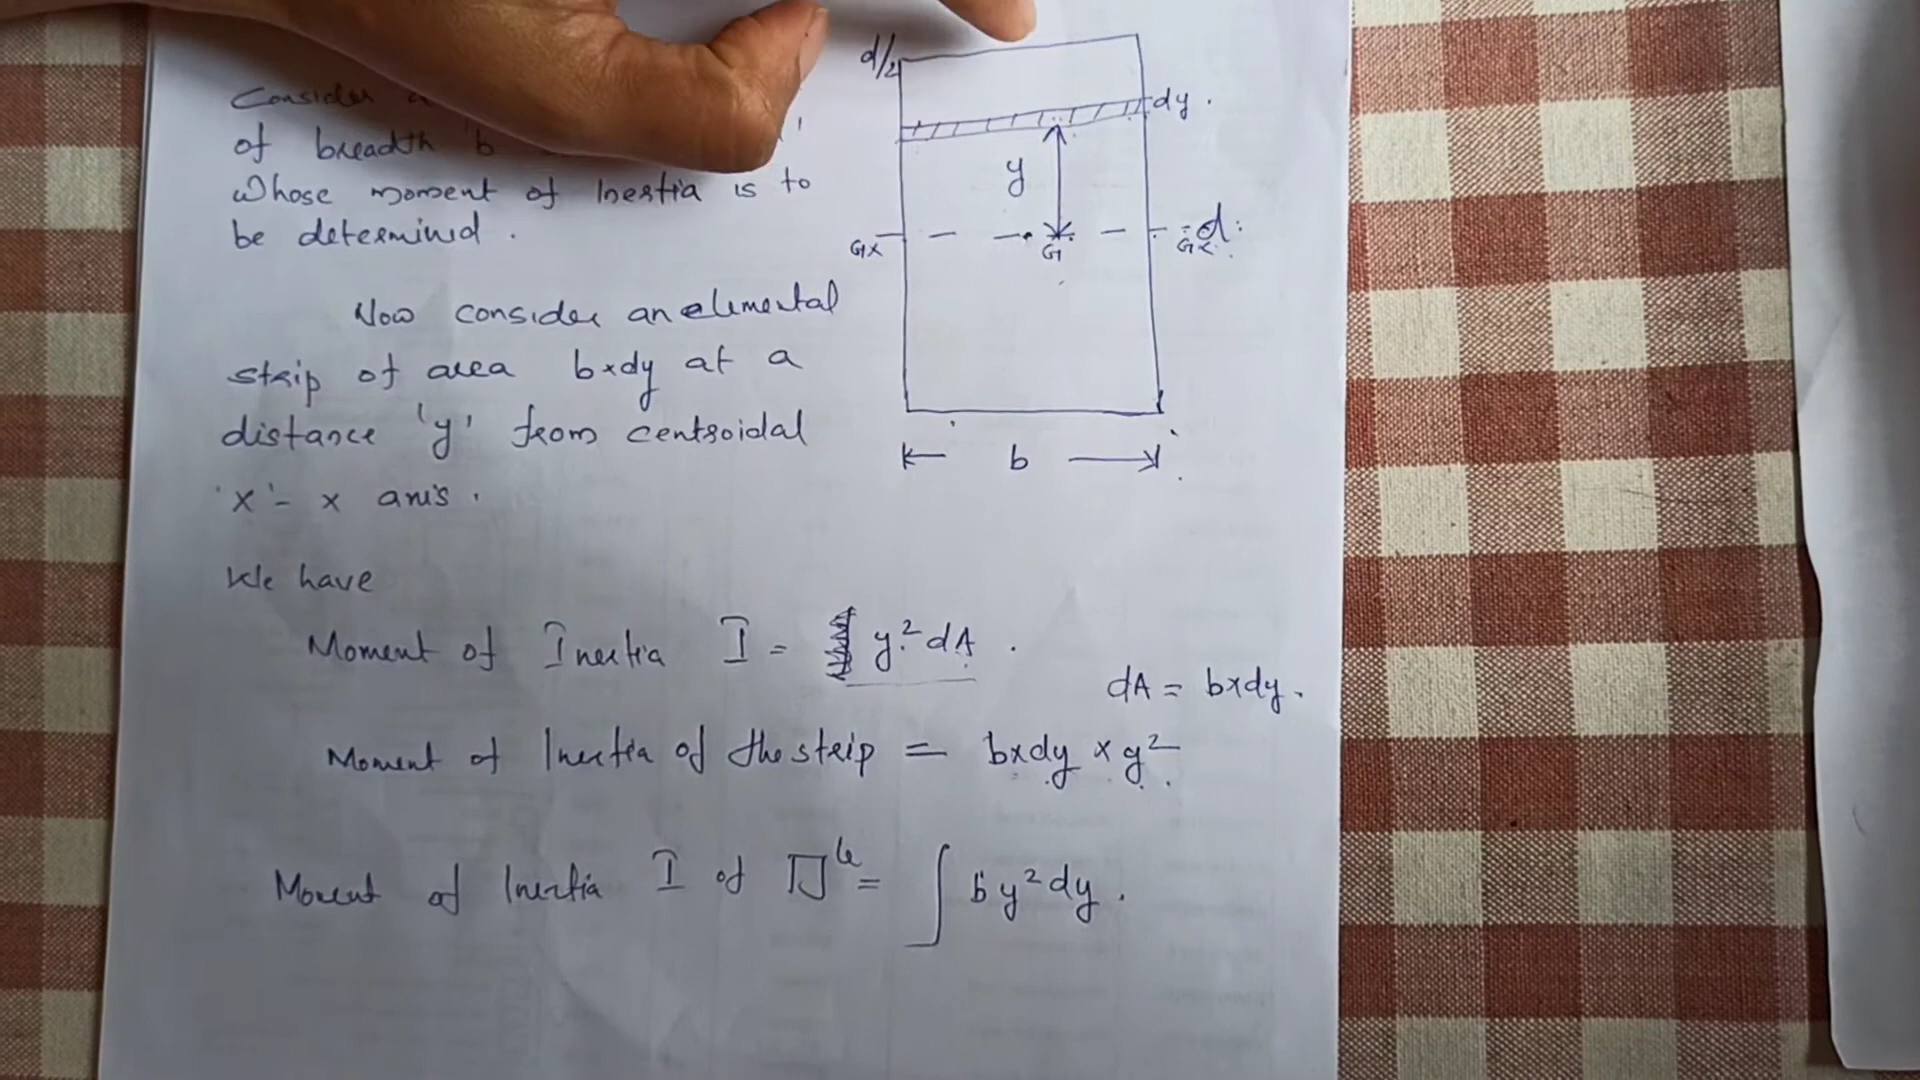 Consider a
of breadth 'b
whose moment of Inertia is to
be determined.
Now consider an elemental
strip of area b×dy at a
distance 'y' from centroidal
'x'- x axis.
We have
Moment of Inertia I = y² dA.
dA = b×dy.
Moment of Inertia of the strip = b×dy × y²
Moment of Inertia I of = ∫ b y² dy.
d/2
dy.
y
Gx
G
d
b